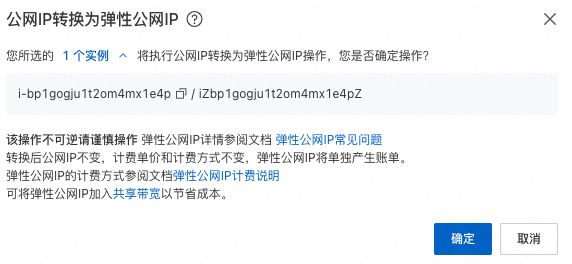 公网IP转换为弹性公网IP
您所选的 1 个实例 将执行公网IP转换为弹性公网IP操作，您是否确定操作？
i-bp1gogju1t2om4mx1e4p / iZbp1gogju1t2om4mx1e4pZ
该操作不可逆请谨慎操作 弹性公网IP详情参阅文档 弹性公网IP常见问题
转换后公网IP不变，计费单价和计费方式不变，弹性公网IP将单独产生账单。
弹性公网IP的计费方式参阅文档弹性公网IP计费说明
可将弹性公网IP加入共享带宽以节省成本。
确定 取消